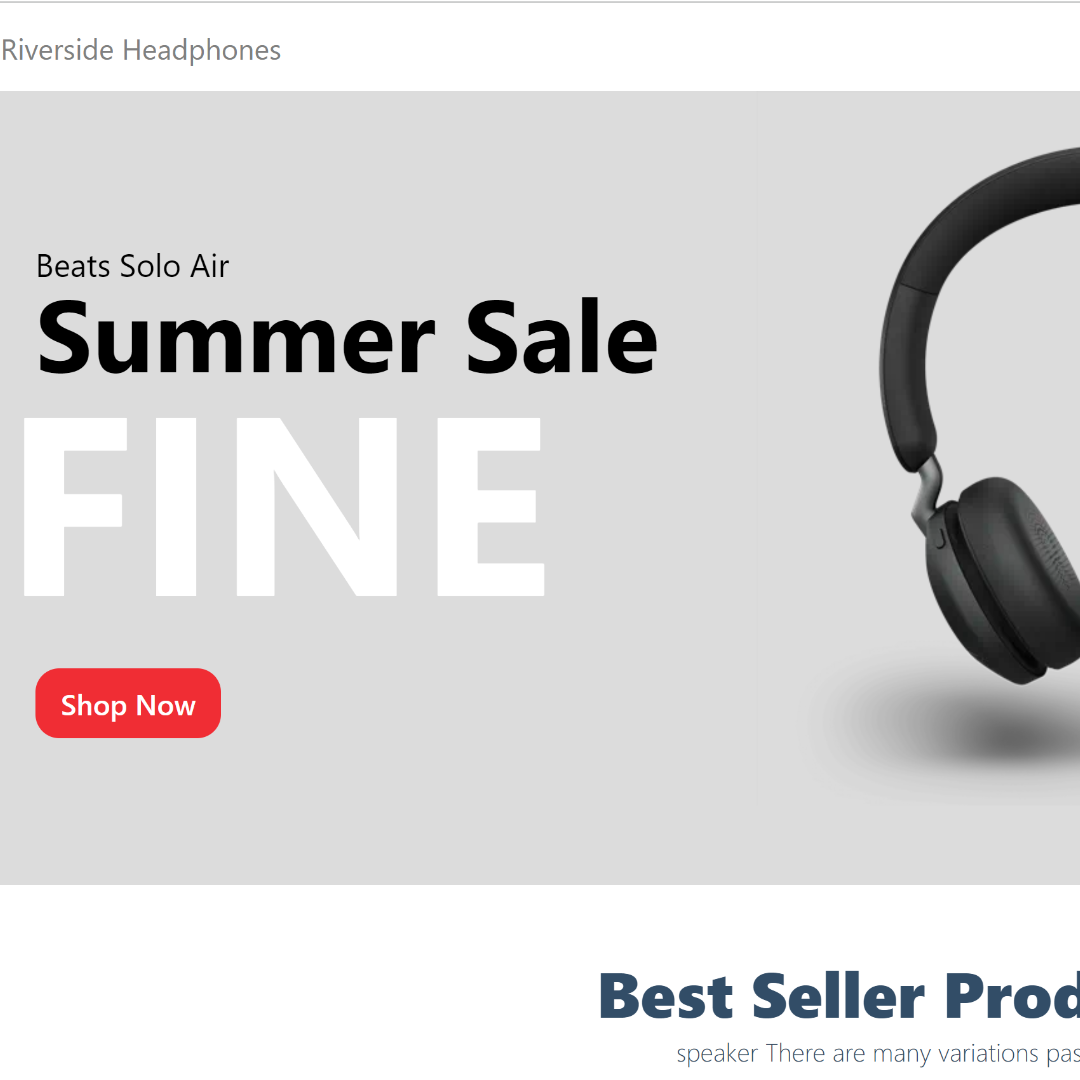 Riverside Headphones
Beats Solo Air
Summer Sale
FINE
Shop Now
Best Seller Prod
speaker There are many variations pas